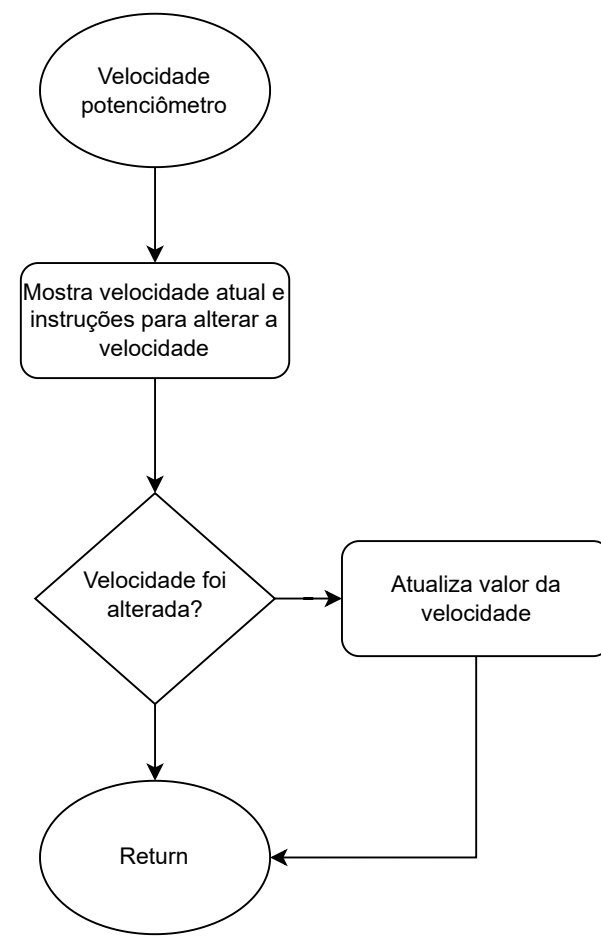 Velocidade
potenciômetro
Mostra velocidade atual e
instruções para alterar a
velocidade
Velocidade foi
alterada?
Atualiza valor da
velocidade
Return